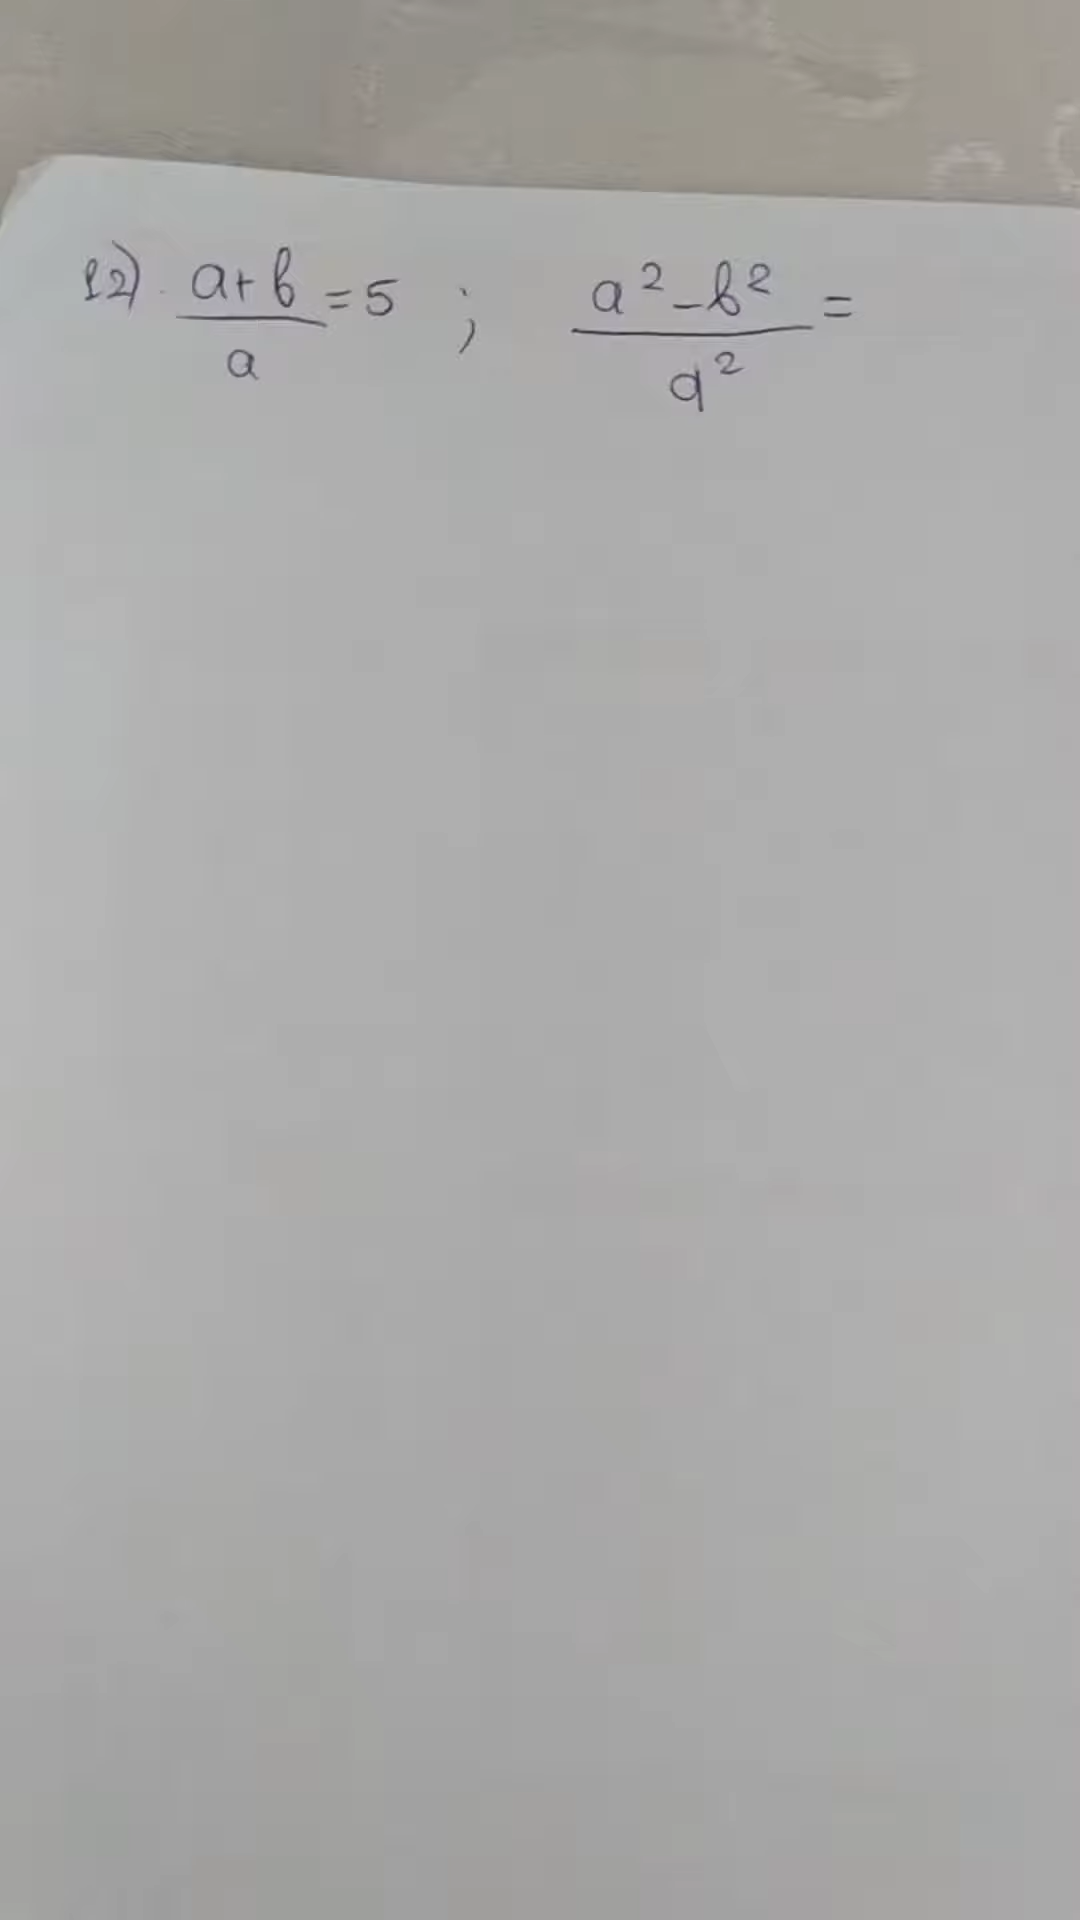 12). (a+b)/a = 5 ; (a²-b²)/a² =